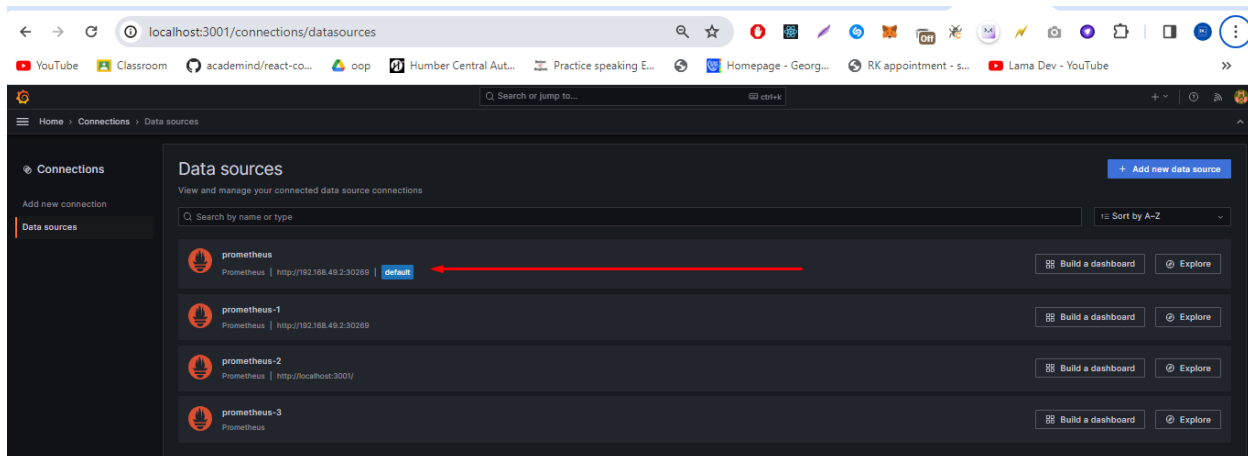 localhost:3001/connections/datasources
Off
YouTube Classroom academind/react-co... oop Humber Central Aut... Practice speaking E... Homepage - Georg... RK appointment - s... Lama Dev - YouTube »
Search or jump to... ctrl+k
Home › Connections › Data sources
Connections
Add new connection
Data sources
Data sources
+ Add new data source
View and manage your connected data source connections
Search by name or type
Sort by A–Z
prometheus
Prometheus | http://192.168.49.2:30269 | default
Build a dashboard Explore
prometheus-1
Prometheus | http://192.168.49.2:30269
Build a dashboard Explore
prometheus-2
Prometheus | http://localhost:3001/
Build a dashboard Explore
prometheus-3
Prometheus
Build a dashboard Explore